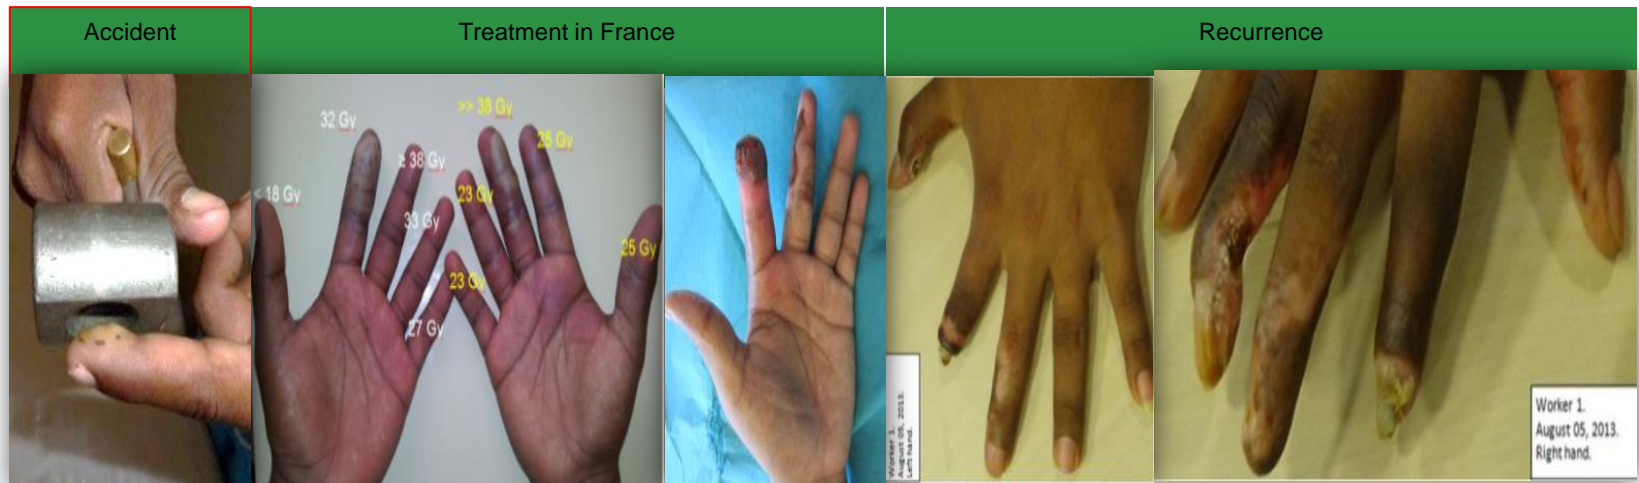 Accident
Treatment in France
Recurrence
< 18 Gy
32 Gy
≥ 38 Gy
33 Gy
27 Gy
>> 38 Gy
25 Gy
23 Gy
23 Gy
25 Gy
Worker 1.
August 05, 2013.
Left hand.
Worker 1.
August 05, 2013.
Right hand.